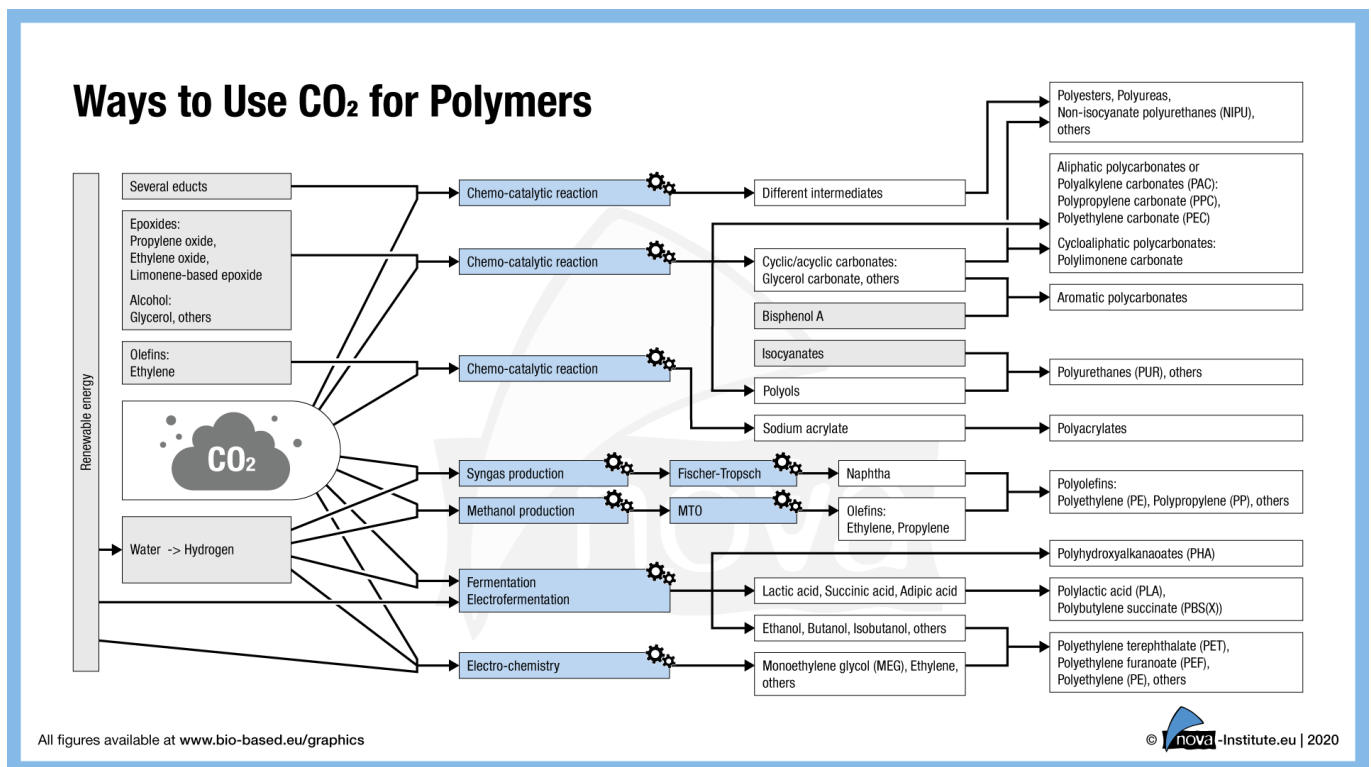 Ways to Use CO₂ for Polymers
Renewable energy
Several educts
Epoxides:
Propylene oxide,
Ethylene oxide,
Limonene-based epoxide
Alcohol:
Glycerol, others
Olefins:
Ethylene
CO₂
Water -> Hydrogen
Chemo-catalytic reaction
Chemo-catalytic reaction
Chemo-catalytic reaction
Syngas production
Fischer-Tropsch
Methanol production
MTO
Fermentation
Electrofermentation
Electro-chemistry
Different intermediates
Cyclic/acyclic carbonates:
Glycerol carbonate, others
Bisphenol A
Isocyanates
Polyols
Sodium acrylate
Naphtha
Olefins:
Ethylene, Propylene
Lactic acid, Succinic acid, Adipic acid
Ethanol, Butanol, Isobutanol, others
Monoethylene glycol (MEG), Ethylene,
others
Polyesters, Polyureas,
Non-isocyanate polyurethanes (NIPU),
others
Aliphatic polycarbonates or
Polyalkylene carbonates (PAC):
Polypropylene carbonate (PPC),
Polyethylene carbonate (PEC)
Cycloaliphatic polycarbonates:
Polylimonene carbonate
Aromatic polycarbonates
Polyurethanes (PUR), others
Polyacrylates
Polyolefins:
Polyethylene (PE), Polypropylene (PP), others
Polyhydroxyalkanaoates (PHA)
Polylactic acid (PLA),
Polybutylene succinate (PBS(X))
Polyethylene terephthalate (PET),
Polyethylene furanoate (PEF),
Polyethylene (PE), others
nova
All figures available at www.bio-based.eu/graphics
© nova-Institute.eu | 2020